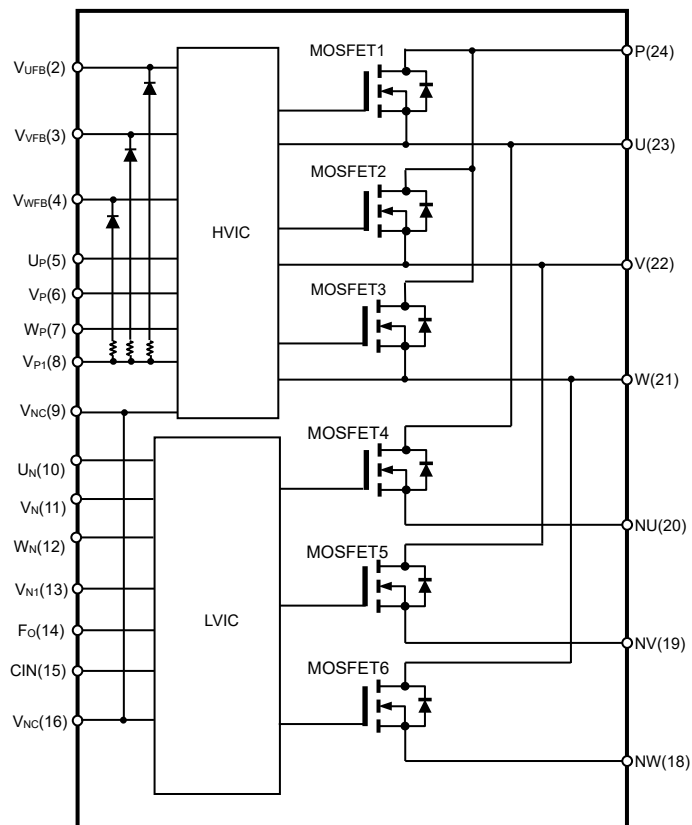 MOSFET1
P(24)
VUFB(2)
VVFB(3)
U(23)
MOSFET2
VWFB(4)
HVIC
UP(5)
V(22)
VP(6)
MOSFET3
WP(7)
VP1(8)
W(21)
VNC(9)
MOSFET4
UN(10)
VN(11)
NU(20)
WN(12)
MOSFET5
VN1(13)
LVIC
FO(14)
NV(19)
CIN(15)
MOSFET6
VNC(16)
NW(18)